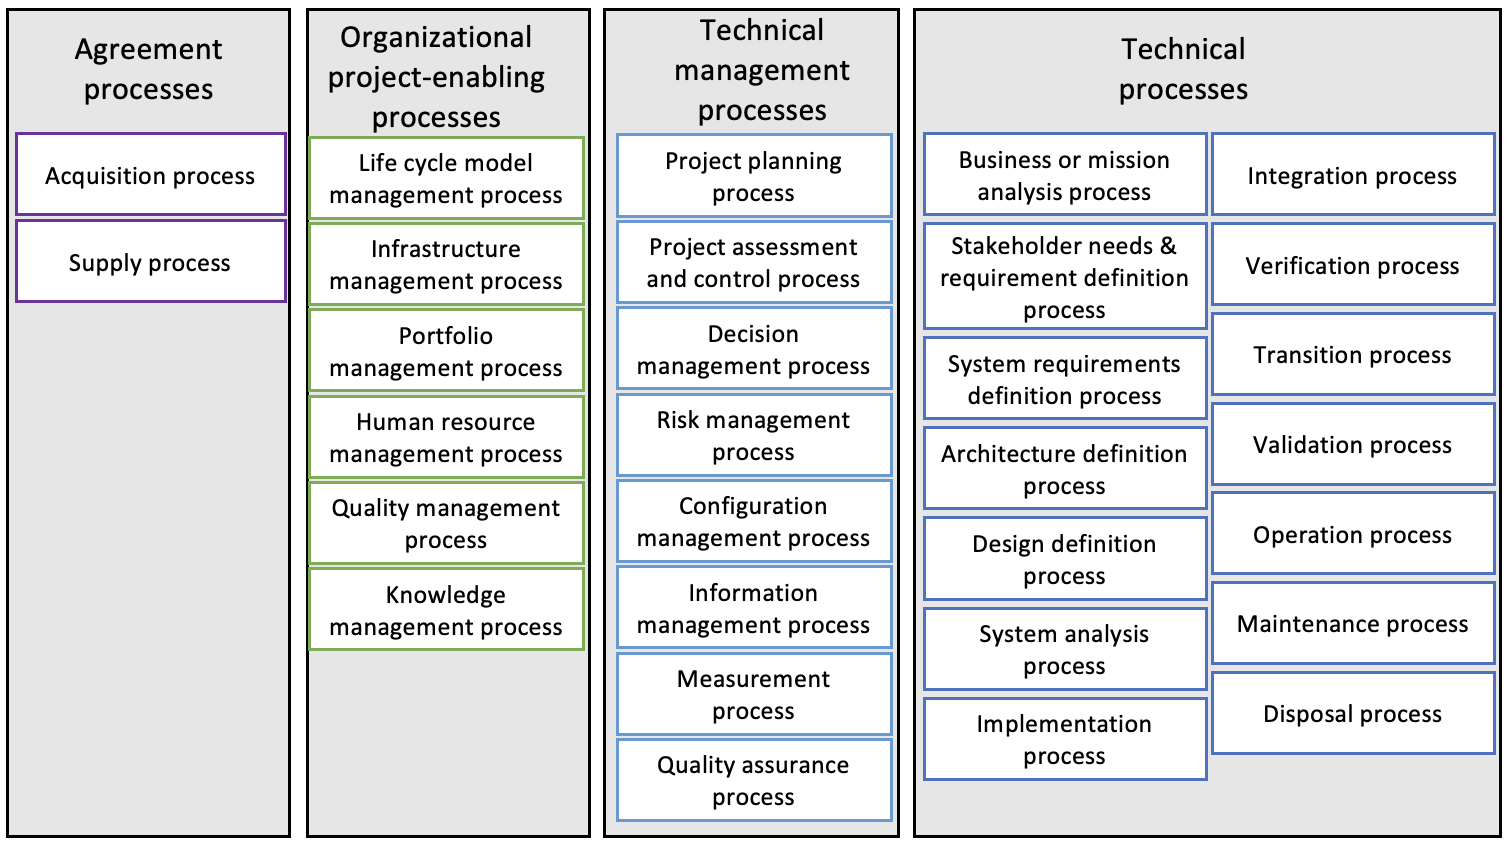 Agreement
processes
Acquisition process
Supply process
Organizational
project-enabling
processes
Life cycle model
management process
Infrastructure
management process
Portfolio
management process
Human resource
management process
Quality management
process
Knowledge
management process
Technical
management
processes
Project planning
process
Project assessment
and control process
Decision
management process
Risk management
process
Configuration
management process
Information
management process
Measurement
process
Quality assurance
process
Technical
processes
Business or mission
analysis process
Stakeholder needs &
requirement definition
process
System requirements
definition process
Architecture definition
process
Design definition
process
System analysis
process
Implementation
process
Integration process
Verification process
Transition process
Validation process
Operation process
Maintenance process
Disposal process